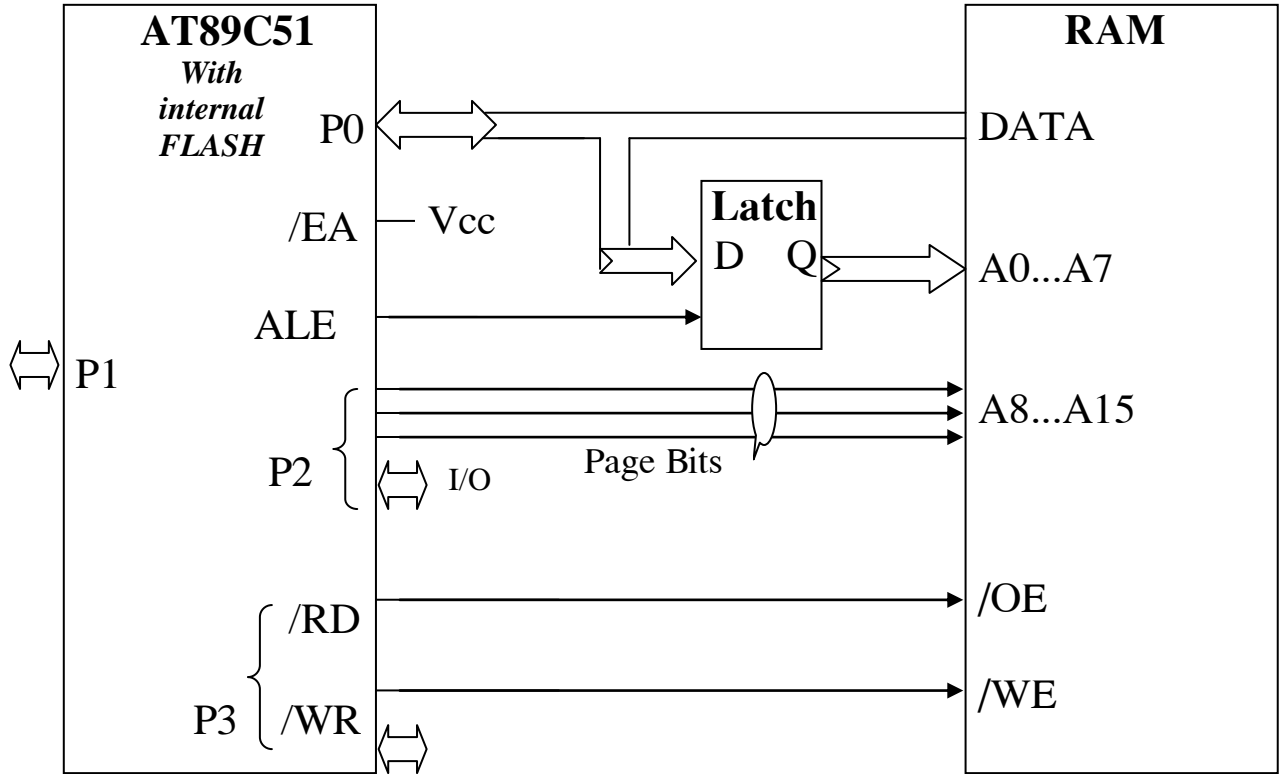 AT89C51
With
internal
FLASH
RAM
P0
DATA
/EA
Vcc
Latch
D
Q
A0...A7
ALE
P1
A8...A15
P2
Page Bits
I/O
/RD
/OE
P3
/WR
/WE